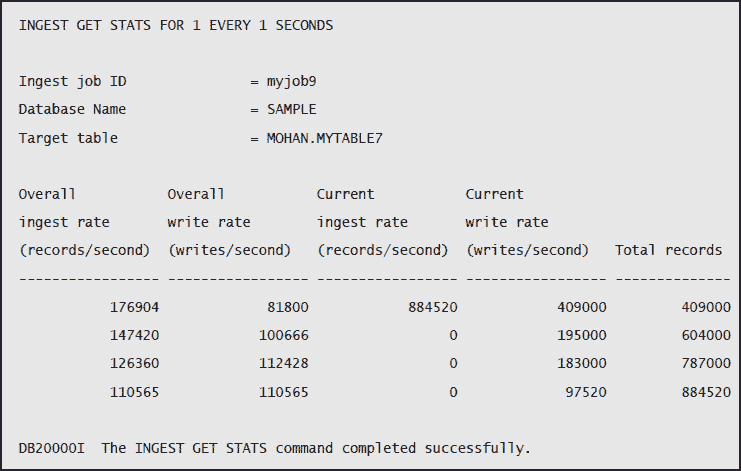 INGEST GET STATS FOR 1 EVERY 1 SECONDS
Ingest job ID = myjob9
Database Name = SAMPLE
Target table = MOHAN.MYTABLE7
Overall Overall Current Current
ingest rate write rate ingest rate write rate
(records/second) (writes/second) (records/second) (writes/second) Total records
----------------- ----------------- ----------------- ----------------- --------------
176904 81800 884520 409000 409000
147420 100666 0 195000 604000
126360 112428 0 183000 787000
110565 110565 0 97520 884520
DB20000I The INGEST GET STATS command completed successfully.